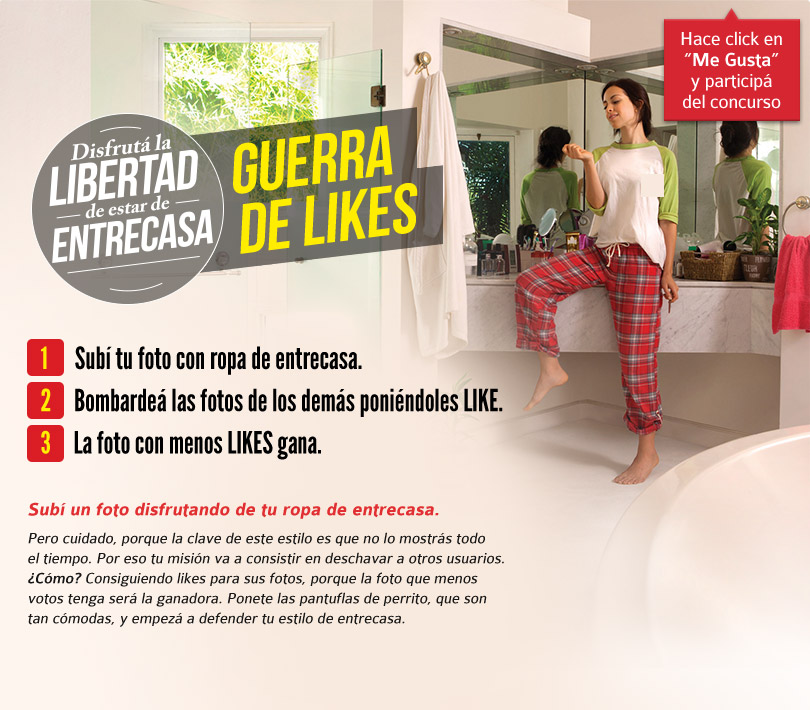 Hace click en
“Me Gusta”
y participá
del concurso
Disfrutá la
LIBERTAD
de estar de
ENTRECASA
GUERRA
DE LIKES
1 Subí tu foto con ropa de entrecasa.
2 Bombardeá las fotos de los demás poniéndoles LIKE.
3 La foto con menos LIKES gana.
Subí un foto disfrutando de tu ropa de entrecasa.
Pero cuidado, porque la clave de este estilo es que no lo mostrás todo
el tiempo. Por eso tu misión va a consistir en deschavar a otros usuarios.
¿Cómo? Consiguiendo likes para sus fotos, porque la foto que menos
votos tenga será la ganadora. Ponete las pantuflas de perrito, que son
tan cómodas, y empezá a defender tu estilo de entrecasa.